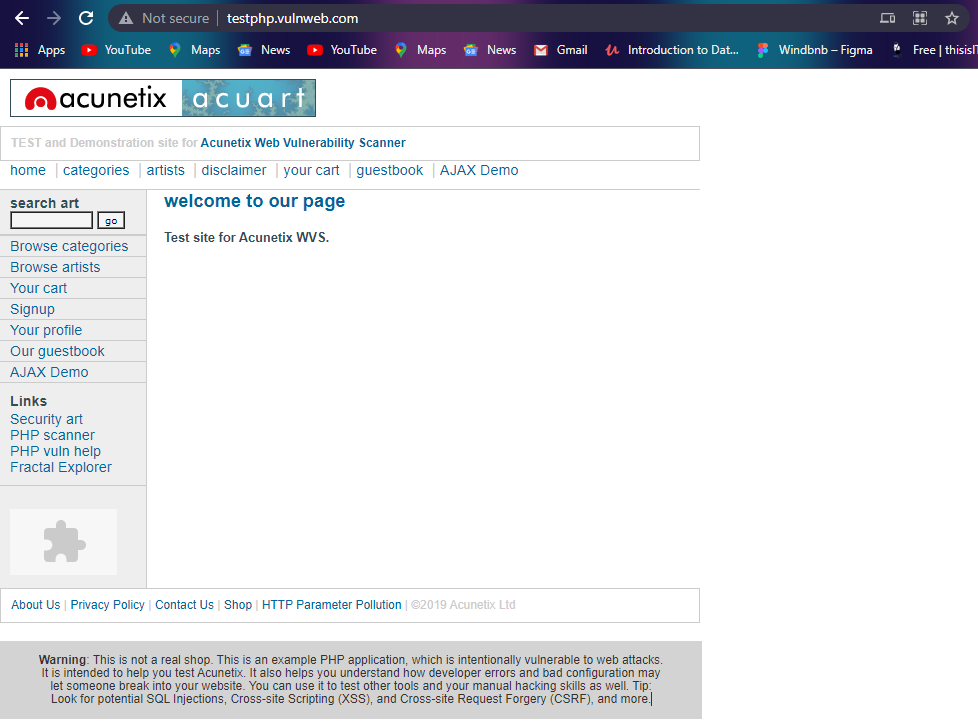 Not secure | testphp.vulnweb.com
Apps YouTube Maps News YouTube Maps News Gmail Introduction to Dat... Windbnb – Figma Free | thisis
acunetix acuart
TEST and Demonstration site for Acunetix Web Vulnerability Scanner
home | categories | artists | disclaimer | your cart | guestbook | AJAX Demo
search art
go
Browse categories
Browse artists
Your cart
Signup
Your profile
Our guestbook
AJAX Demo
Links
Security art
PHP scanner
PHP vuln help
Fractal Explorer
welcome to our page
Test site for Acunetix WVS.
About Us | Privacy Policy | Contact Us | Shop | HTTP Parameter Pollution | ©2019 Acunetix Ltd
Warning: This is not a real shop. This is an example PHP application, which is intentionally vulnerable to web attacks.
It is intended to help you test Acunetix. It also helps you understand how developer errors and bad configuration may
let someone break into your website. You can use it to test other tools and your manual hacking skills as well. Tip:
Look for potential SQL Injections, Cross-site Scripting (XSS), and Cross-site Request Forgery (CSRF), and more.